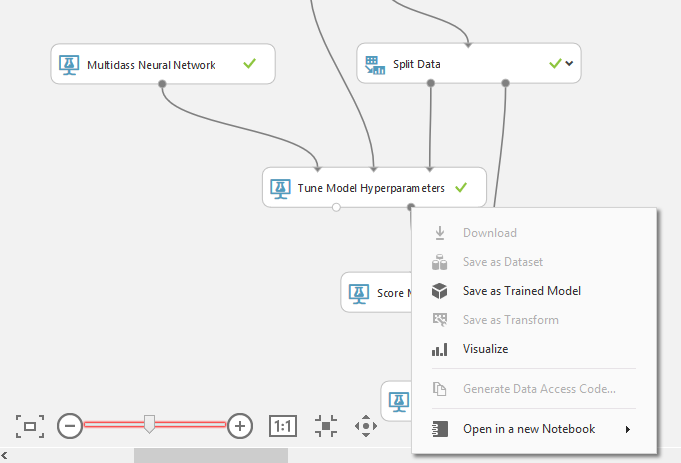 Multiclass Neural Network
Split Data
Tune Model Hyperparameters
Download
Save as Dataset
Score M
Save as Trained Model
Save as Transform
Visualize
Generate Data Access Code...
1:1
Open in a new Notebook